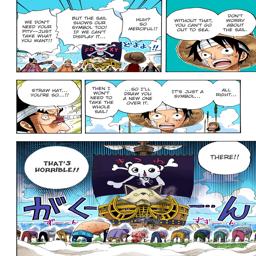 DON'T
WORRY
ABOUT
THE SAIL.
WITHOUT THAT,
YOU CAN'T GO
OUT TO SEA.
HUH?
SO
MERCIFUL!!
BUT THE SAIL
SHOWS OUR
SYMBOL TOO!
IF WE CAN'T
DISPLAY IT...
WE DON'T
NEED YOUR
PITY--JUST
TAKE WHAT
YOU WANT!!
ALL
RIGHT...
IT'S JUST A
SYMBOL...
...SO I'LL
DRAW YOU
A NEW ONE
OVER IT.
THEN I
WON'T NEED
TO TAKE THE
WHOLE
SAIL!
STRAW HAT...
YOU'RE SO...!!
THERE!!
THAT'S
HORRIBLE!!
がくーん